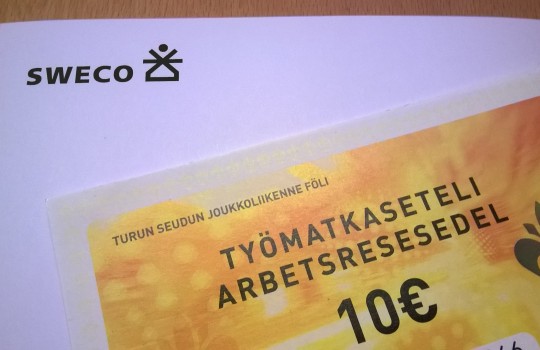 SWECO
TURUN SEUDUN JOUKKOLIIKENNE FÖLI
TYÖMATKASETELI
ARBETSRESESEDEL
10€